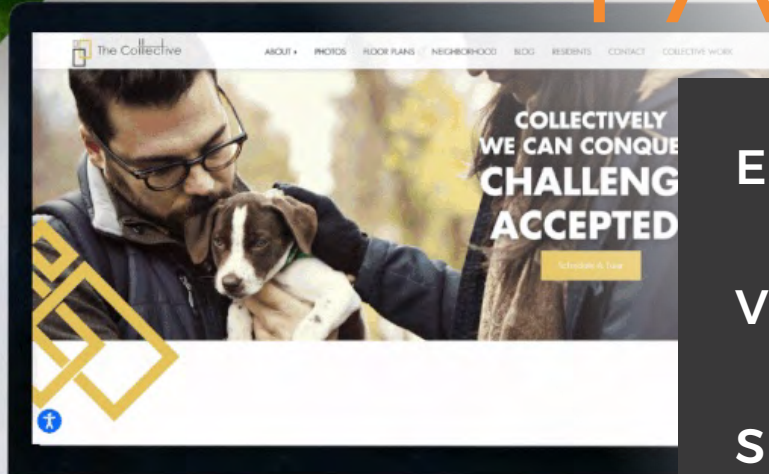 The Collective
ABOUT PHOTOS FLOOR PLANS NEIGHBORHOOD BLOG RESIDENTS CONTACT COLLECTIVE WORK
COLLECTIVELY
WE CAN CONQUE
CHALLENG
ACCEPTED
Schedule A Tour
E
V
S